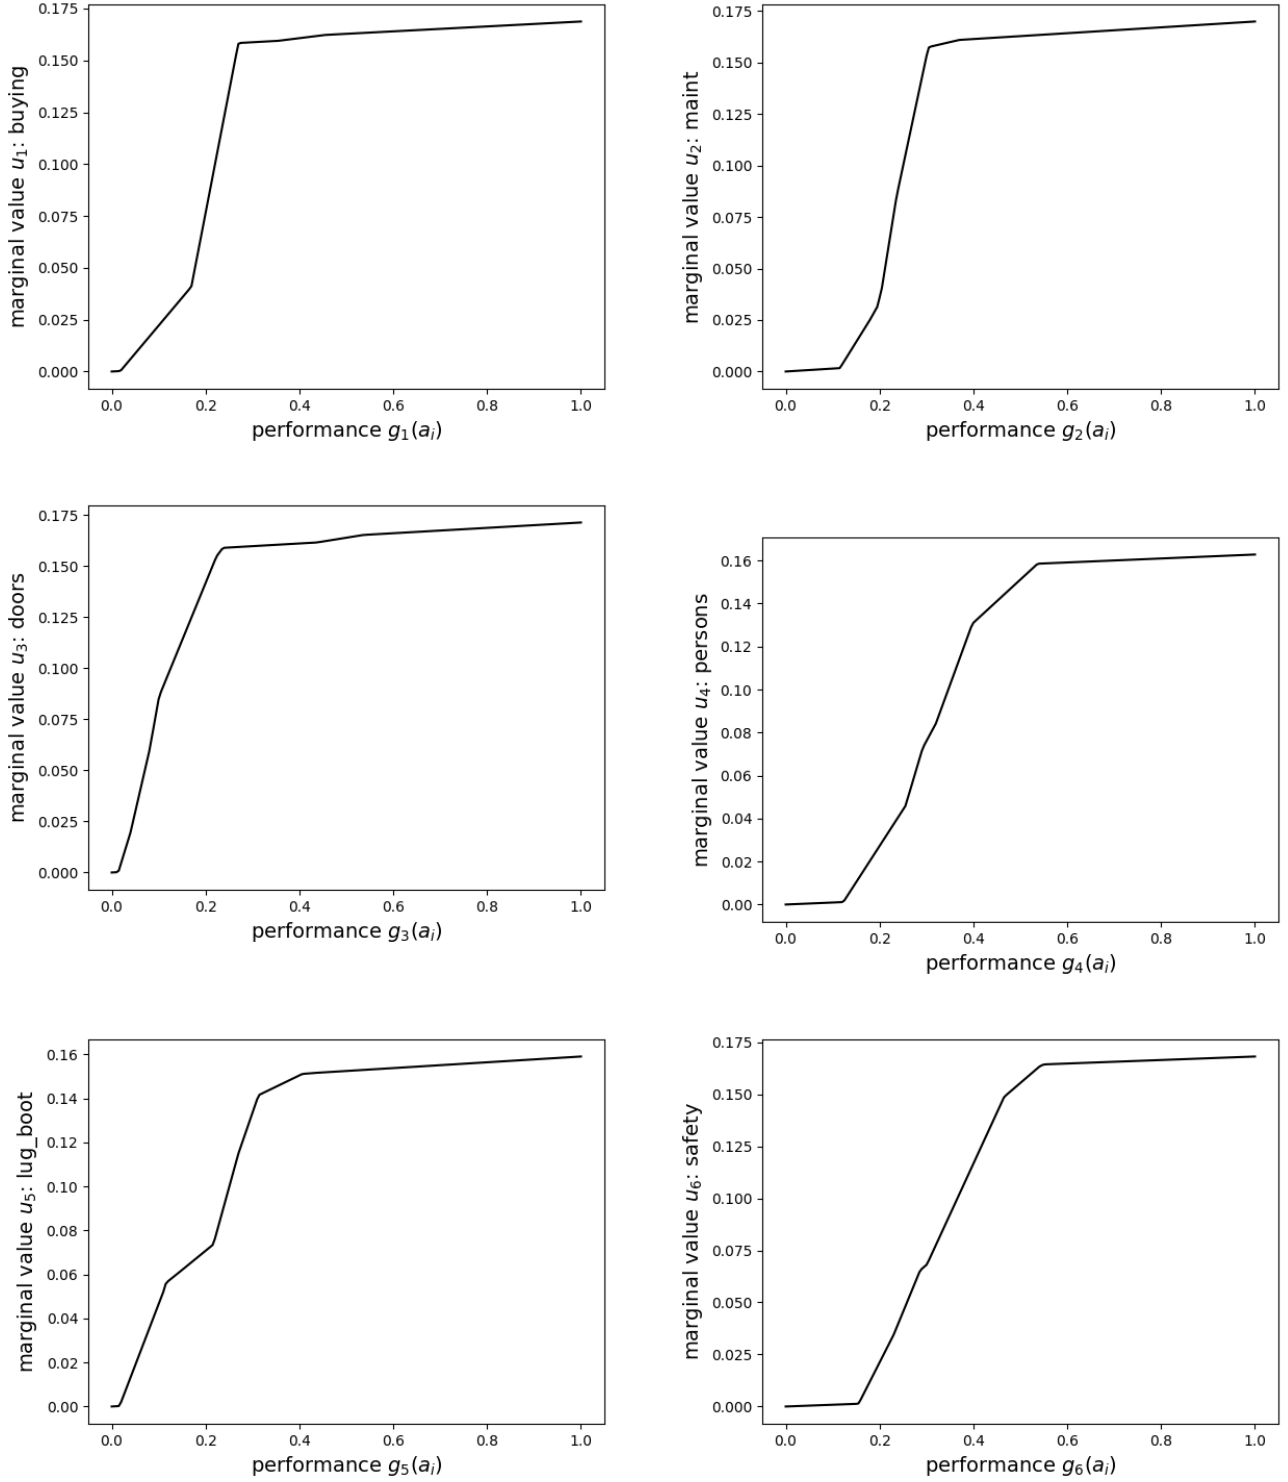 0.175
0.150
0.125
0.100
0.075
0.050
0.025
0.000
marginal value u₁: buying
0.0 0.2 0.4 0.6 0.8 1.0
performance g₁(aᵢ)
0.175
0.150
0.125
0.100
0.075
0.050
0.025
0.000
marginal value u₂: maint
0.0 0.2 0.4 0.6 0.8 1.0
performance g₂(aᵢ)
0.175
0.150
0.125
0.100
0.075
0.050
0.025
0.000
marginal value u₃: doors
0.0 0.2 0.4 0.6 0.8 1.0
performance g₃(aᵢ)
0.16
0.14
0.12
0.10
0.08
0.06
0.04
0.02
0.00
marginal value u₄: persons
0.0 0.2 0.4 0.6 0.8 1.0
performance g₄(aᵢ)
0.16
0.14
0.12
0.10
0.08
0.06
0.04
0.02
0.00
marginal value u₅: lug_boot
0.0 0.2 0.4 0.6 0.8 1.0
performance g₅(aᵢ)
0.175
0.150
0.125
0.100
0.075
0.050
0.025
0.000
marginal value u₆: safety
0.0 0.2 0.4 0.6 0.8 1.0
performance g₆(aᵢ)